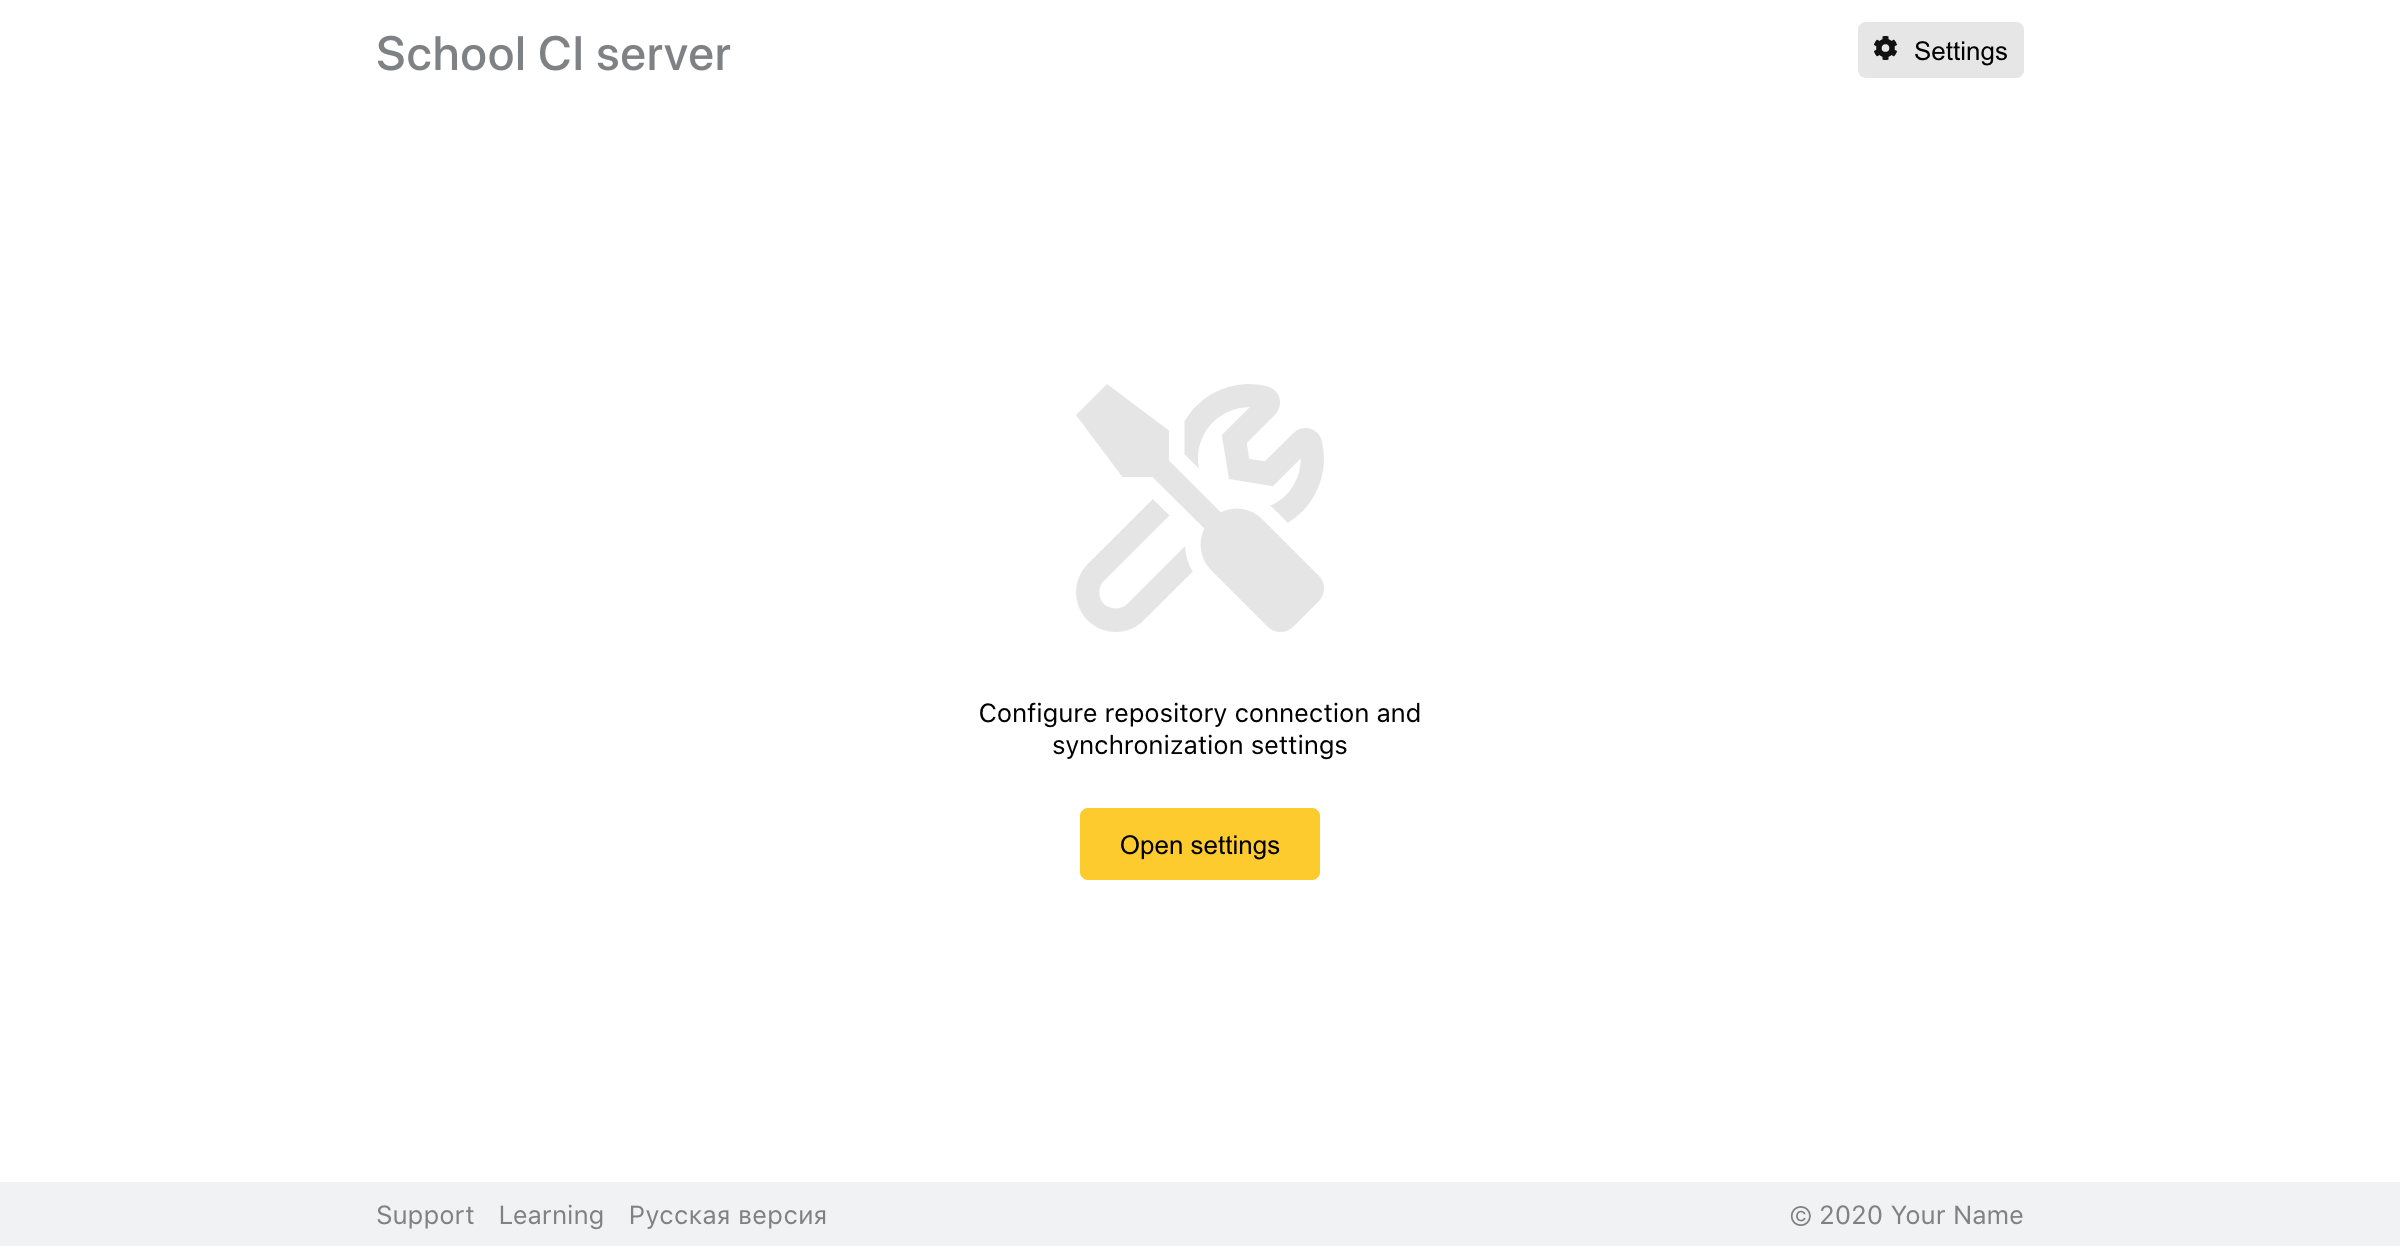 School CI server
Settings
Configure repository connection and
synchronization settings
Open settings
Support Learning Русская версия
© 2020 Your Name